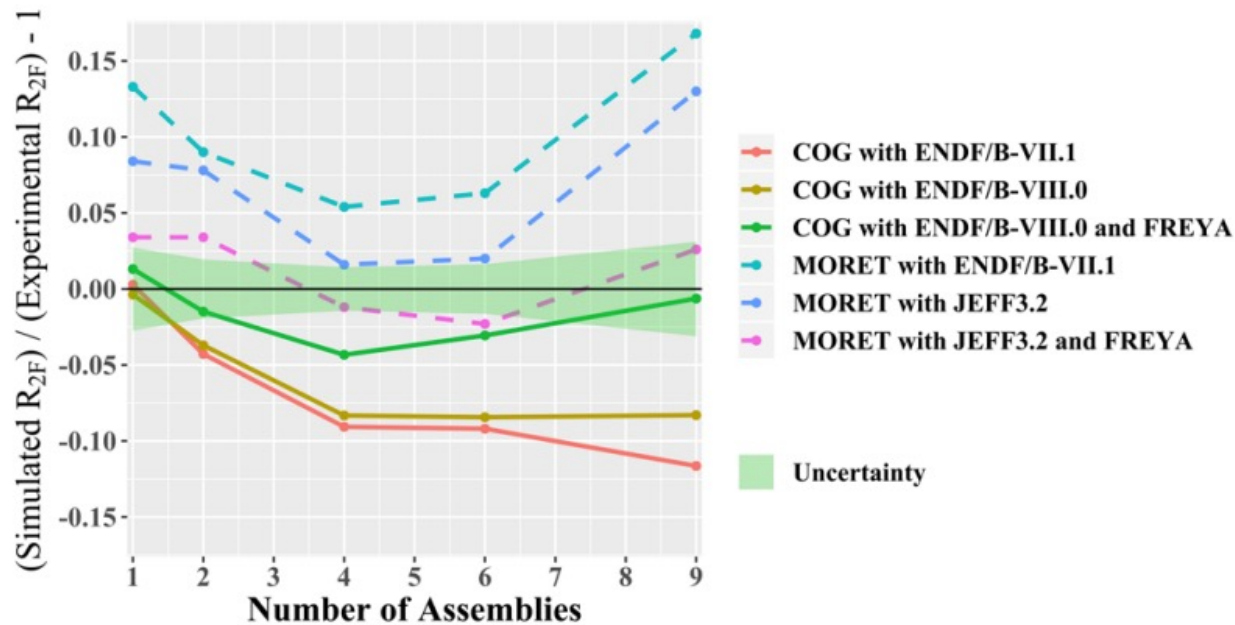 (Simulated R2F) / (Experimental R2F) - 1
0.15
0.10
0.05
0.00
-0.05
-0.10
-0.15
1 2 3 4 5 6 7 8 9
Number of Assemblies
COG with ENDF/B-VII.1
COG with ENDF/B-VIII.0
COG with ENDF/B-VIII.0 and FREYA
MORET with ENDF/B-VII.1
MORET with JEFF3.2
MORET with JEFF3.2 and FREYA
Uncertainty